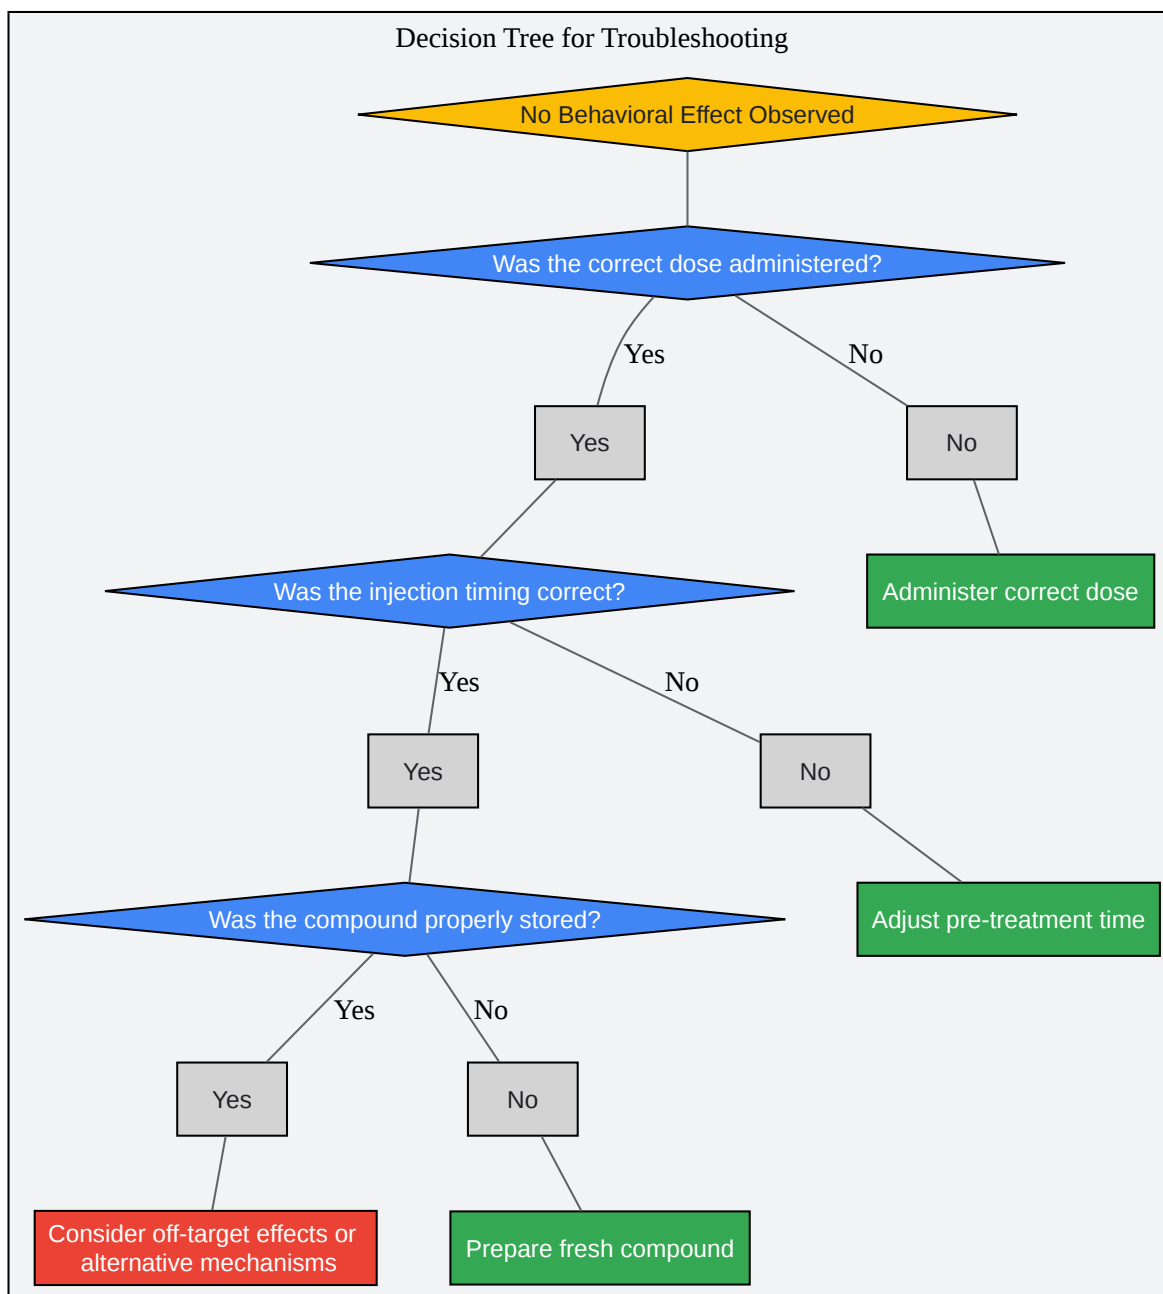 Decision Tree for Troubleshooting
No Behavioral Effect Observed
Was the correct dose administered?
Yes
No
Yes
No
Was the injection timing correct?
Administer correct dose
Yes
No
Yes
No
Was the compound properly stored?
Adjust pre-treatment time
Yes
No
Yes
No
Consider off-target effects or
alternative mechanisms
Prepare fresh compound